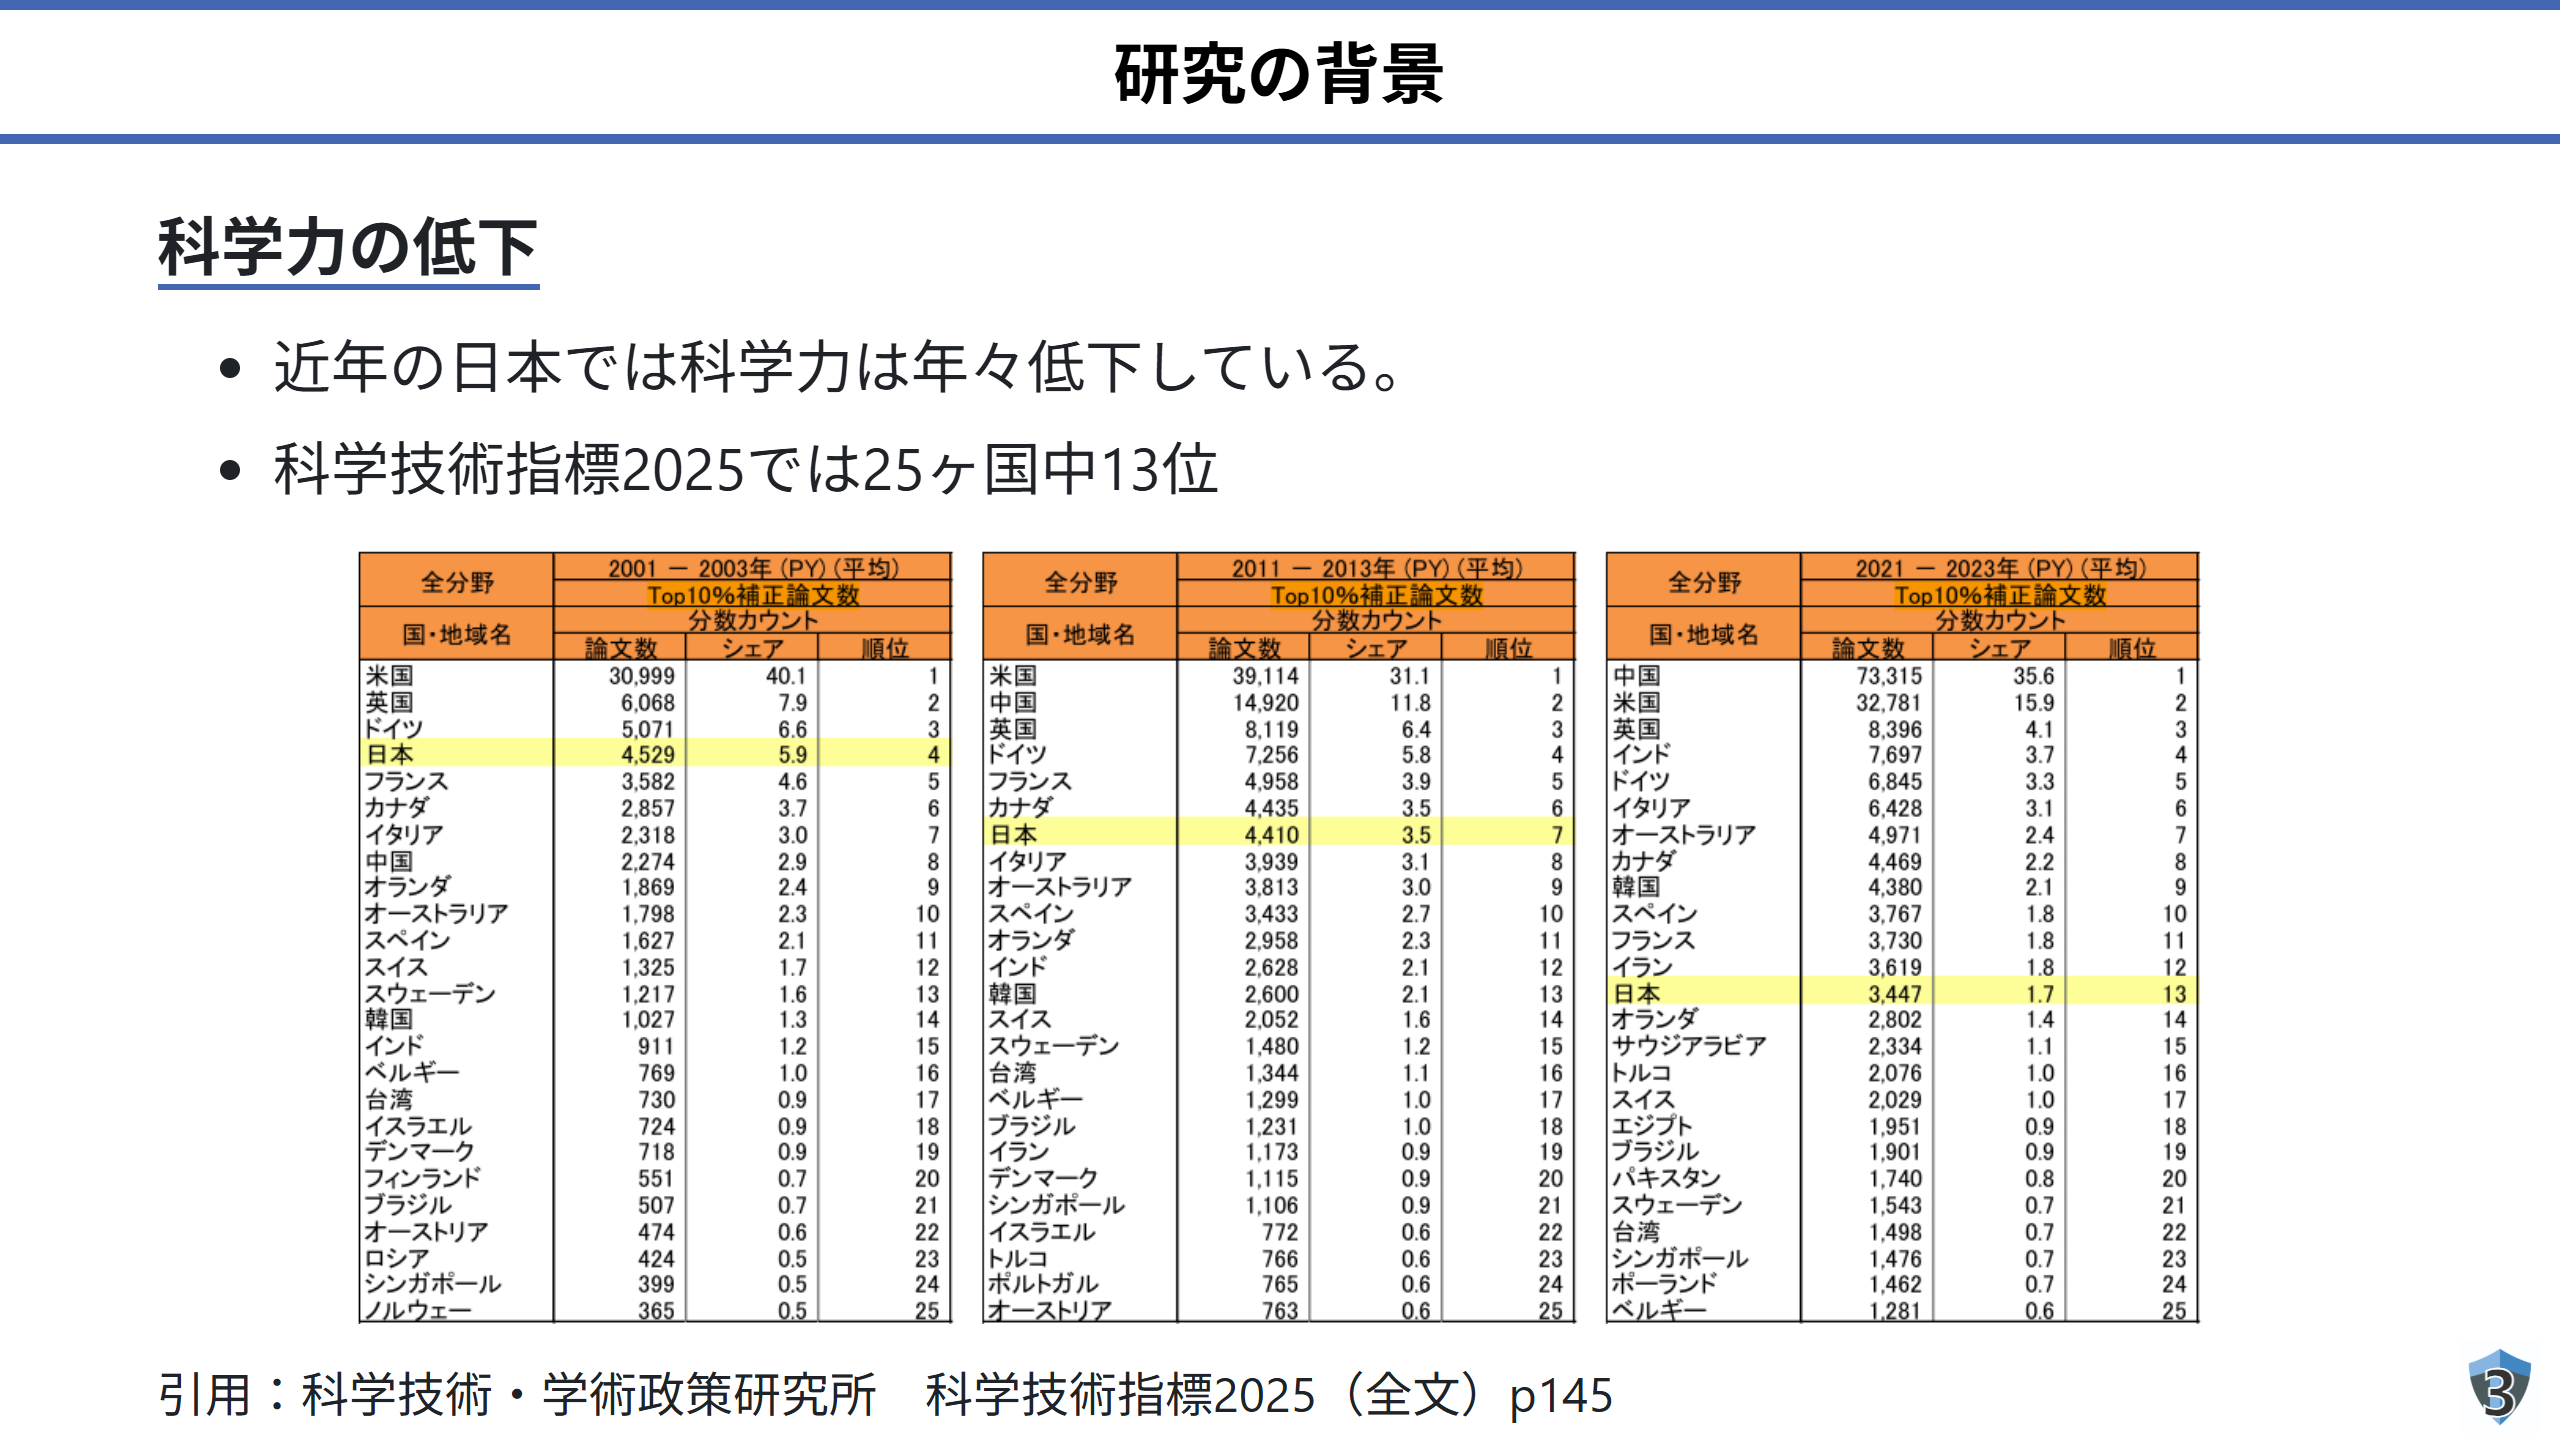 研究の背景
科学力の低下
• 近年の日本では科学力は年々低下している。
• 科学技術指標2025では25ヶ国中13位
全分野 2001 － 2003年 (PY) (平均)
Top10%補正論文数
国・地域名 分数カウント
論文数 シェア 順位
米国 30,999 40.1 1
英国 6,068 7.9 2
ドイツ 5,071 6.6 3
日本 4,529 5.9 4
フランス 3,582 4.6 5
カナダ 2,857 3.7 6
イタリア 2,318 3.0 7
中国 2,274 2.9 8
オランダ 1,869 2.4 9
オーストラリア 1,798 2.3 10
スペイン 1,627 2.1 11
スイス 1,325 1.7 12
スウェーデン 1,217 1.6 13
韓国 1,027 1.3 14
インド 911 1.2 15
ベルギー 769 1.0 16
台湾 730 0.9 17
イスラエル 724 0.9 18
デンマーク 718 0.9 19
フィンランド 551 0.7 20
ブラジル 507 0.7 21
オーストリア 474 0.6 22
ロシア 424 0.5 23
シンガポール 399 0.5 24
ノルウェー 365 0.5 25
全分野 2011 － 2013年 (PY) (平均)
Top10%補正論文数
国・地域名 分数カウント
論文数 シェア 順位
米国 39,114 31.1 1
中国 14,920 11.8 2
英国 8,119 6.4 3
ドイツ 7,256 5.8 4
フランス 4,958 3.9 5
カナダ 4,435 3.5 6
日本 4,410 3.5 7
イタリア 3,939 3.1 8
オーストラリア 3,813 3.0 9
スペイン 3,433 2.7 10
オランダ 2,958 2.3 11
インド 2,628 2.1 12
韓国 2,600 2.1 13
スイス 2,052 1.6 14
スウェーデン 1,480 1.2 15
台湾 1,344 1.1 16
ベルギー 1,299 1.0 17
ブラジル 1,231 1.0 18
イラン 1,173 0.9 19
デンマーク 1,115 0.9 20
シンガポール 1,106 0.9 21
イスラエル 772 0.6 22
トルコ 766 0.6 23
ポルトガル 765 0.6 24
オーストリア 763 0.6 25
全分野 2021 － 2023年 (PY) (平均)
Top10%補正論文数
国・地域名 分数カウント
論文数 シェア 順位
中国 73,315 35.6 1
米国 32,781 15.9 2
英国 8,396 4.1 3
インド 7,697 3.7 4
ドイツ 6,845 3.3 5
イタリア 6,428 3.1 6
オーストラリア 4,971 2.4 7
カナダ 4,469 2.2 8
韓国 4,380 2.1 9
スペイン 3,767 1.8 10
フランス 3,730 1.8 11
イラン 3,619 1.8 12
日本 3,447 1.7 13
オランダ 2,802 1.4 14
サウジアラビア 2,334 1.1 15
トルコ 2,076 1.0 16
スイス 2,029 1.0 17
エジプト 1,951 0.9 18
ブラジル 1,901 0.9 19
パキスタン 1,740 0.8 20
スウェーデン 1,543 0.7 21
台湾 1,498 0.7 22
シンガポール 1,476 0.7 23
ポーランド 1,462 0.7 24
ベルギー 1,281 0.6 25
引用：科学技術・学術政策研究所　科学技術指標2025（全文）p145
3